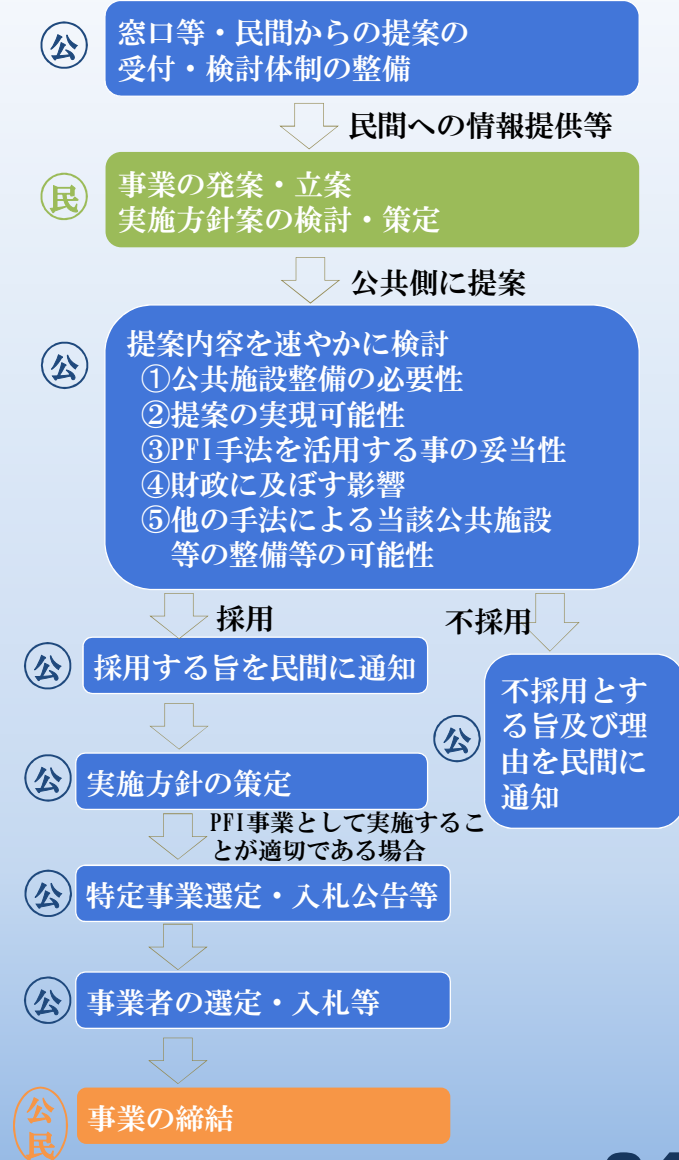 公
窓口等・民間からの提案の
受付・検討体制の整備
民間への情報提供等
民
事業の発案・立案
実施方針案の検討・策定
公共側に提案
公
提案内容を速やかに検討
①公共施設整備の必要性
②提案の実現可能性
③PFI手法を活用する事の妥当性
④財政に及ぼす影響
⑤他の手法による当該公共施設
等の整備等の可能性
採用
不採用
公
採用する旨を民間に通知
公
不採用とす
る旨及び理
由を民間に
通知
公
実施方針の策定
PFI事業として実施するこ
とが適切である場合
公
特定事業選定・入札公告等
公
事業者の選定・入札等
公
民
事業の締結